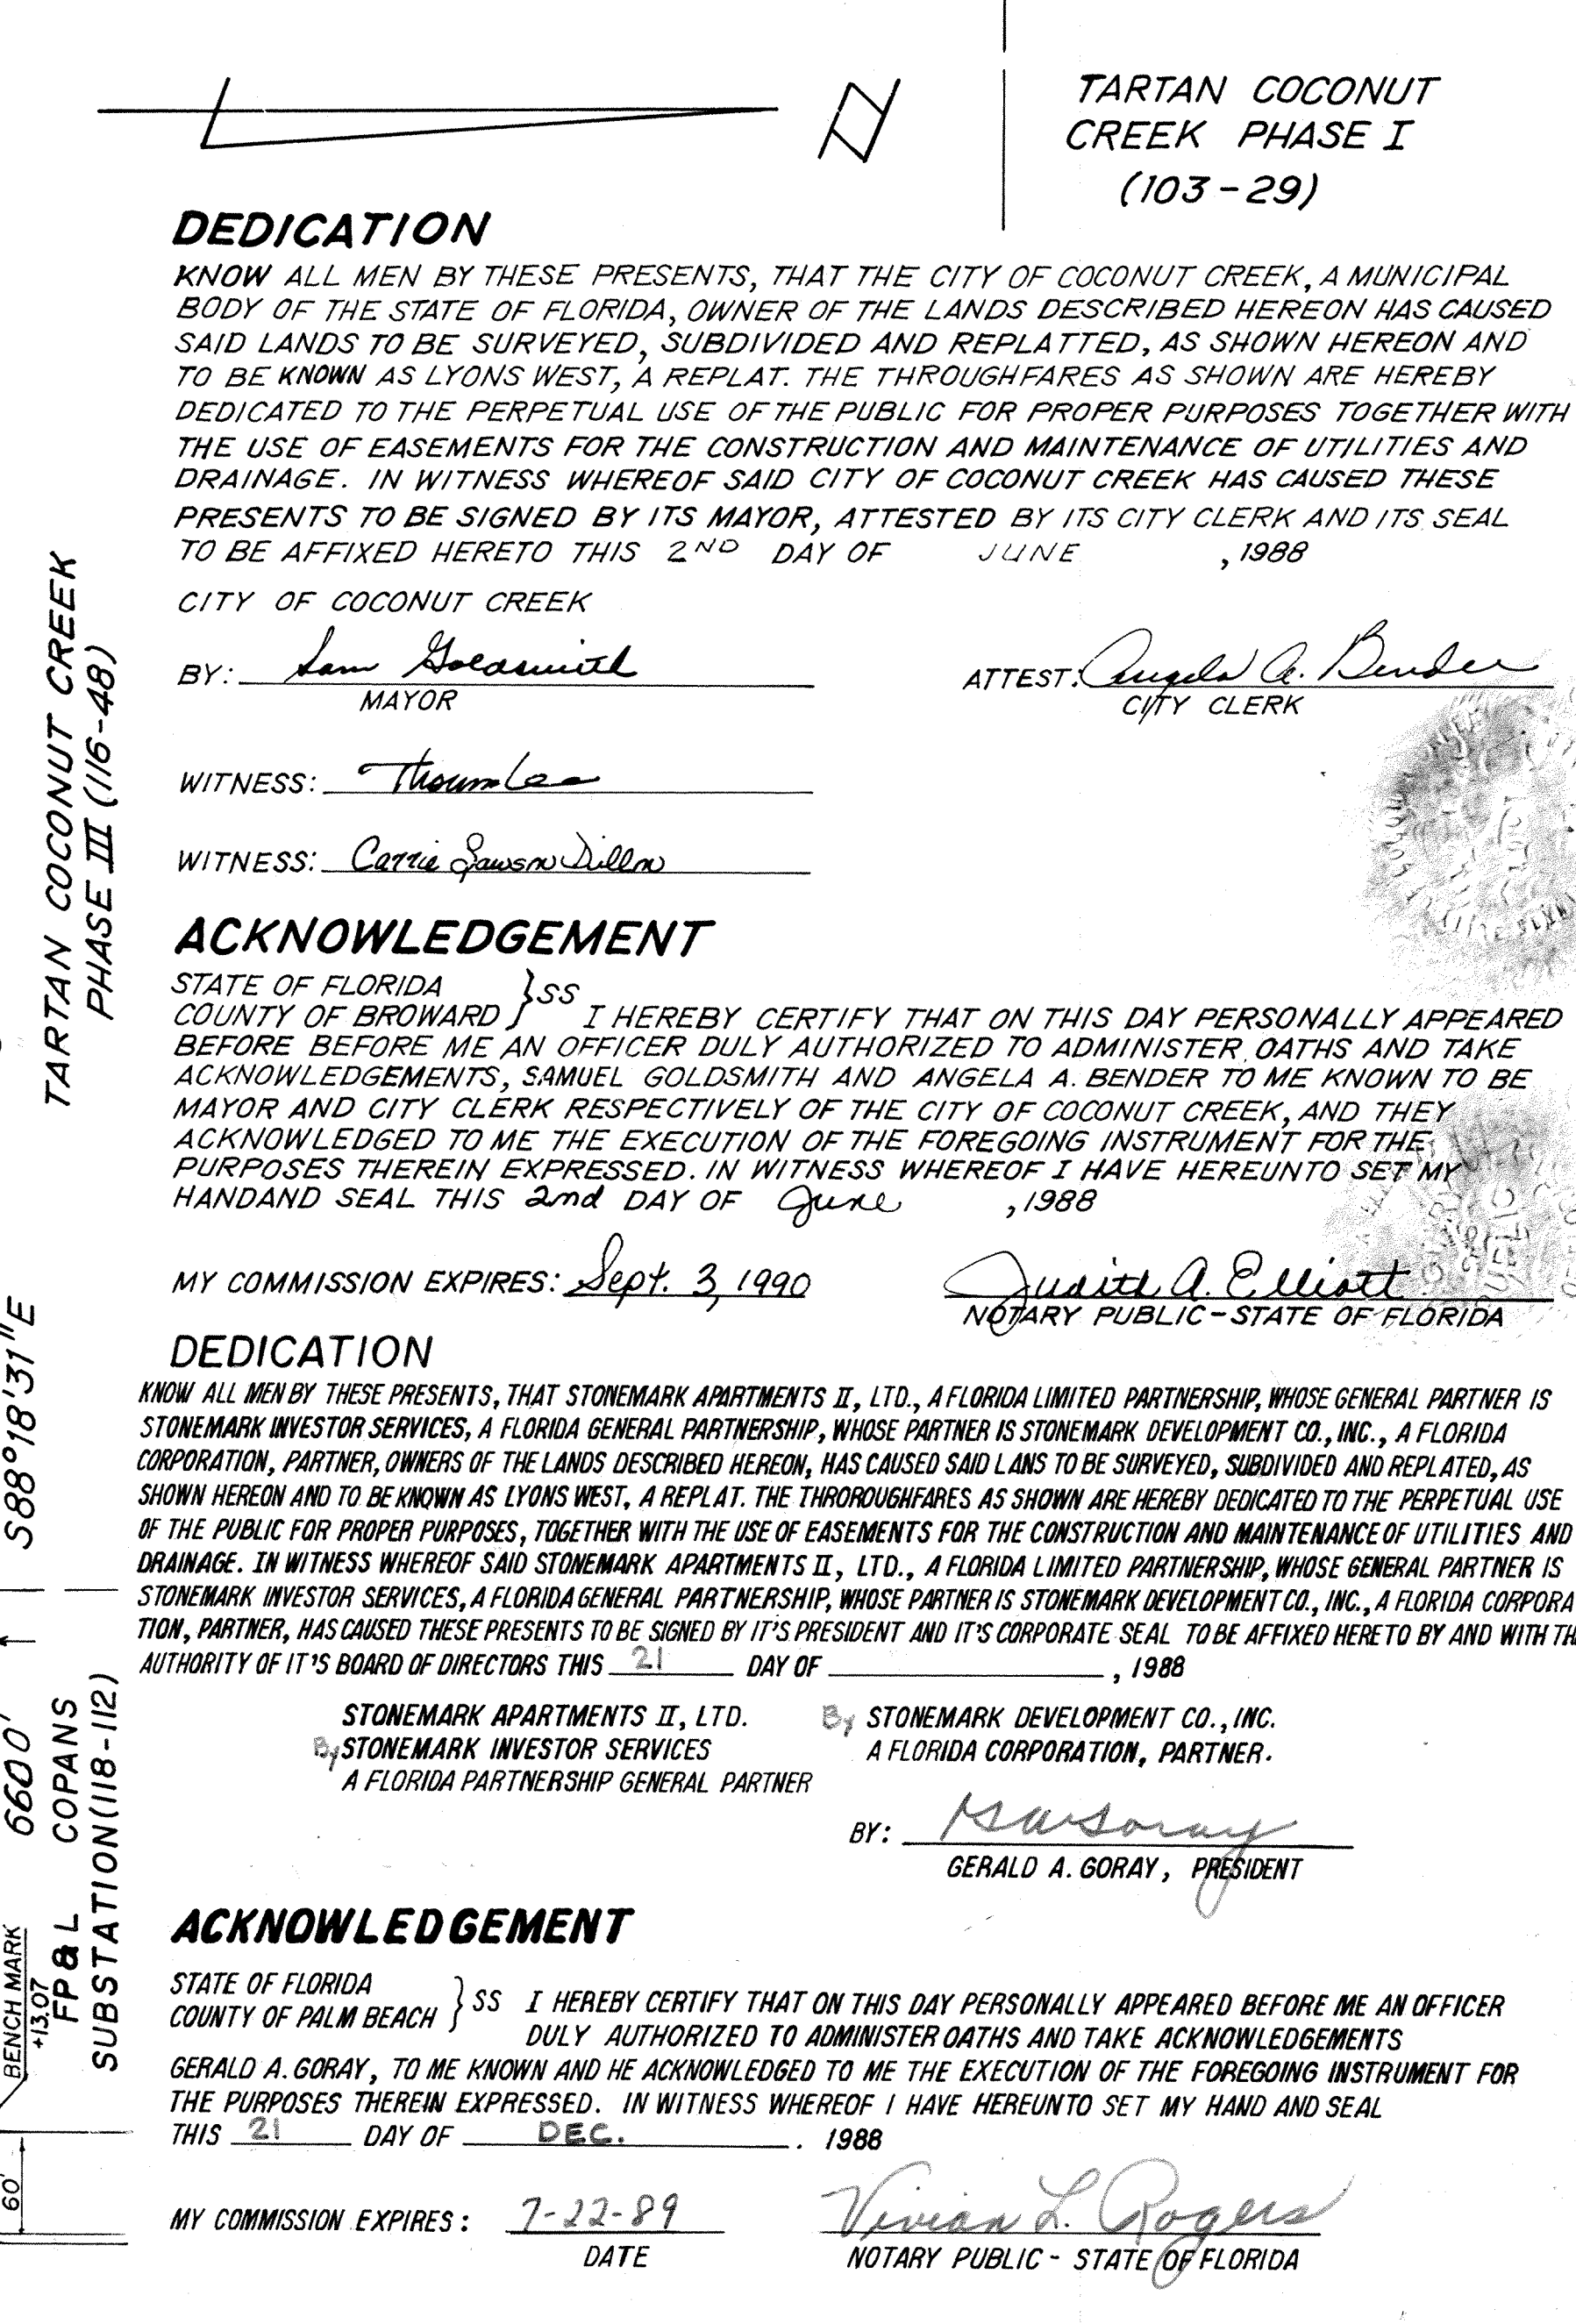 TARTAN COCONUT
CREEK PHASE I
(103-29)
DEDICATION
KNOW ALL MEN BY THESE PRESENTS, THAT THE CITY OF COCONUT CREEK, A MUNICIPAL
BODY OF THE STATE OF FLORIDA, OWNER OF THE LANDS DESCRIBED HEREON HAS CAUSED
SAID LANDS TO BE SURVEYED, SUBDIVIDED AND REPLATTED, AS SHOWN HEREON AND
TO BE KNOWN AS LYONS WEST, A REPLAT. THE THROUGHFARES AS SHOWN ARE HEREBY
DEDICATED TO THE PERPETUAL USE OF THE PUBLIC FOR PROPER PURPOSES TOGETHER WITH
THE USE OF EASEMENTS FOR THE CONSTRUCTION AND MAINTENANCE OF UTILITIES AND
DRAINAGE. IN WITNESS WHEREOF SAID CITY OF COCONUT CREEK HAS CAUSED THESE
PRESENTS TO BE SIGNED BY ITS MAYOR, ATTESTED BY ITS CITY CLERK AND ITS SEAL
TO BE AFFIXED HERETO THIS 2ND DAY OF JUNE , 1988
CITY OF COCONUT CREEK
BY: Sam Goldsmith
MAYOR
ATTEST: Angela A. Bender
CITY CLERK
WITNESS:
WITNESS: Carrie Lawson Dillon
ACKNOWLEDGEMENT
STATE OF FLORIDA
COUNTY OF BROWARD } SS I HEREBY CERTIFY THAT ON THIS DAY PERSONALLY APPEARED
BEFORE BEFORE ME AN OFFICER DULY AUTHORIZED TO ADMINISTER OATHS AND TAKE
ACKNOWLEDGEMENTS, SAMUEL GOLDSMITH AND ANGELA A. BENDER TO ME KNOWN TO BE
MAYOR AND CITY CLERK RESPECTIVELY OF THE CITY OF COCONUT CREEK, AND THEY
ACKNOWLEDGED TO ME THE EXECUTION OF THE FOREGOING INSTRUMENT FOR THE
PURPOSES THEREIN EXPRESSED. IN WITNESS WHEREOF I HAVE HEREUNTO SET MY
HANDAND SEAL THIS 2nd DAY OF June , 1988
MY COMMISSION EXPIRES: Sept. 3, 1990
Judith A. Elliott
NOTARY PUBLIC-STATE OF FLORIDA
DEDICATION
KNOW ALL MEN BY THESE PRESENTS, THAT STONEMARK APARTMENTS II, LTD., A FLORIDA LIMITED PARTNERSHIP, WHOSE GENERAL PARTNER IS
STONEMARK INVESTOR SERVICES, A FLORIDA GENERAL PARTNERSHIP, WHOSE PARTNER IS STONEMARK DEVELOPMENT CO., INC., A FLORIDA
CORPORATION, PARTNER, OWNERS OF THE LANDS DESCRIBED HEREON, HAS CAUSED SAID LANS TO BE SURVEYED, SUBDIVIDED AND REPLATED, AS
SHOWN HEREON AND TO BE KNOWN AS LYONS WEST, A REPLAT. THE THROROUGHFARES AS SHOWN ARE HEREBY DEDICATED TO THE PERPETUAL USE
OF THE PUBLIC FOR PROPER PURPOSES, TOGETHER WITH THE USE OF EASEMENTS FOR THE CONSTRUCTION AND MAINTENANCE OF UTILITIES AND
DRAINAGE. IN WITNESS WHEREOF SAID STONEMARK APARTMENTS II, LTD., A FLORIDA LIMITED PARTNERSHIP, WHOSE GENERAL PARTNER IS
STONEMARK INVESTOR SERVICES, A FLORIDA GENERAL PARTNERSHIP, WHOSE PARTNER IS STONEMARK DEVELOPMENT CO., INC., A FLORIDA CORPORA
TION, PARTNER, HAS CAUSED THESE PRESENTS TO BE SIGNED BY IT'S PRESIDENT AND IT'S CORPORATE SEAL TO BE AFFIXED HERETO BY AND WITH TH
AUTHORITY OF IT'S BOARD OF DIRECTORS THIS 21 DAY OF , 1988
STONEMARK APARTMENTS II, LTD.
By STONEMARK INVESTOR SERVICES
A FLORIDA PARTNERSHIP GENERAL PARTNER
By STONEMARK DEVELOPMENT CO., INC.
A FLORIDA CORPORATION, PARTNER.
BY: GAGoray
GERALD A. GORAY, PRESIDENT
ACKNOWLEDGEMENT
STATE OF FLORIDA
COUNTY OF PALM BEACH } SS I HEREBY CERTIFY THAT ON THIS DAY PERSONALLY APPEARED BEFORE ME AN OFFICER
DULY AUTHORIZED TO ADMINISTER OATHS AND TAKE ACKNOWLEDGEMENTS
GERALD A. GORAY, TO ME KNOWN AND HE ACKNOWLEDGED TO ME THE EXECUTION OF THE FOREGOING INSTRUMENT FOR
THE PURPOSES THEREIN EXPRESSED. IN WITNESS WHEREOF I HAVE HEREUNTO SET MY HAND AND SEAL
THIS 21 DAY OF DEC. . 1988
MY COMMISSION EXPIRES: 7-22-89
DATE
Vivian L. Rogers
NOTARY PUBLIC - STATE OF FLORIDA
TARTAN COCONUT CREEK
PHASE III (116-48)
S88°18'31"E
6600'
FP&L COPANS
SUBSTATION (118-112)
BENCH MARK
+13.07
60'